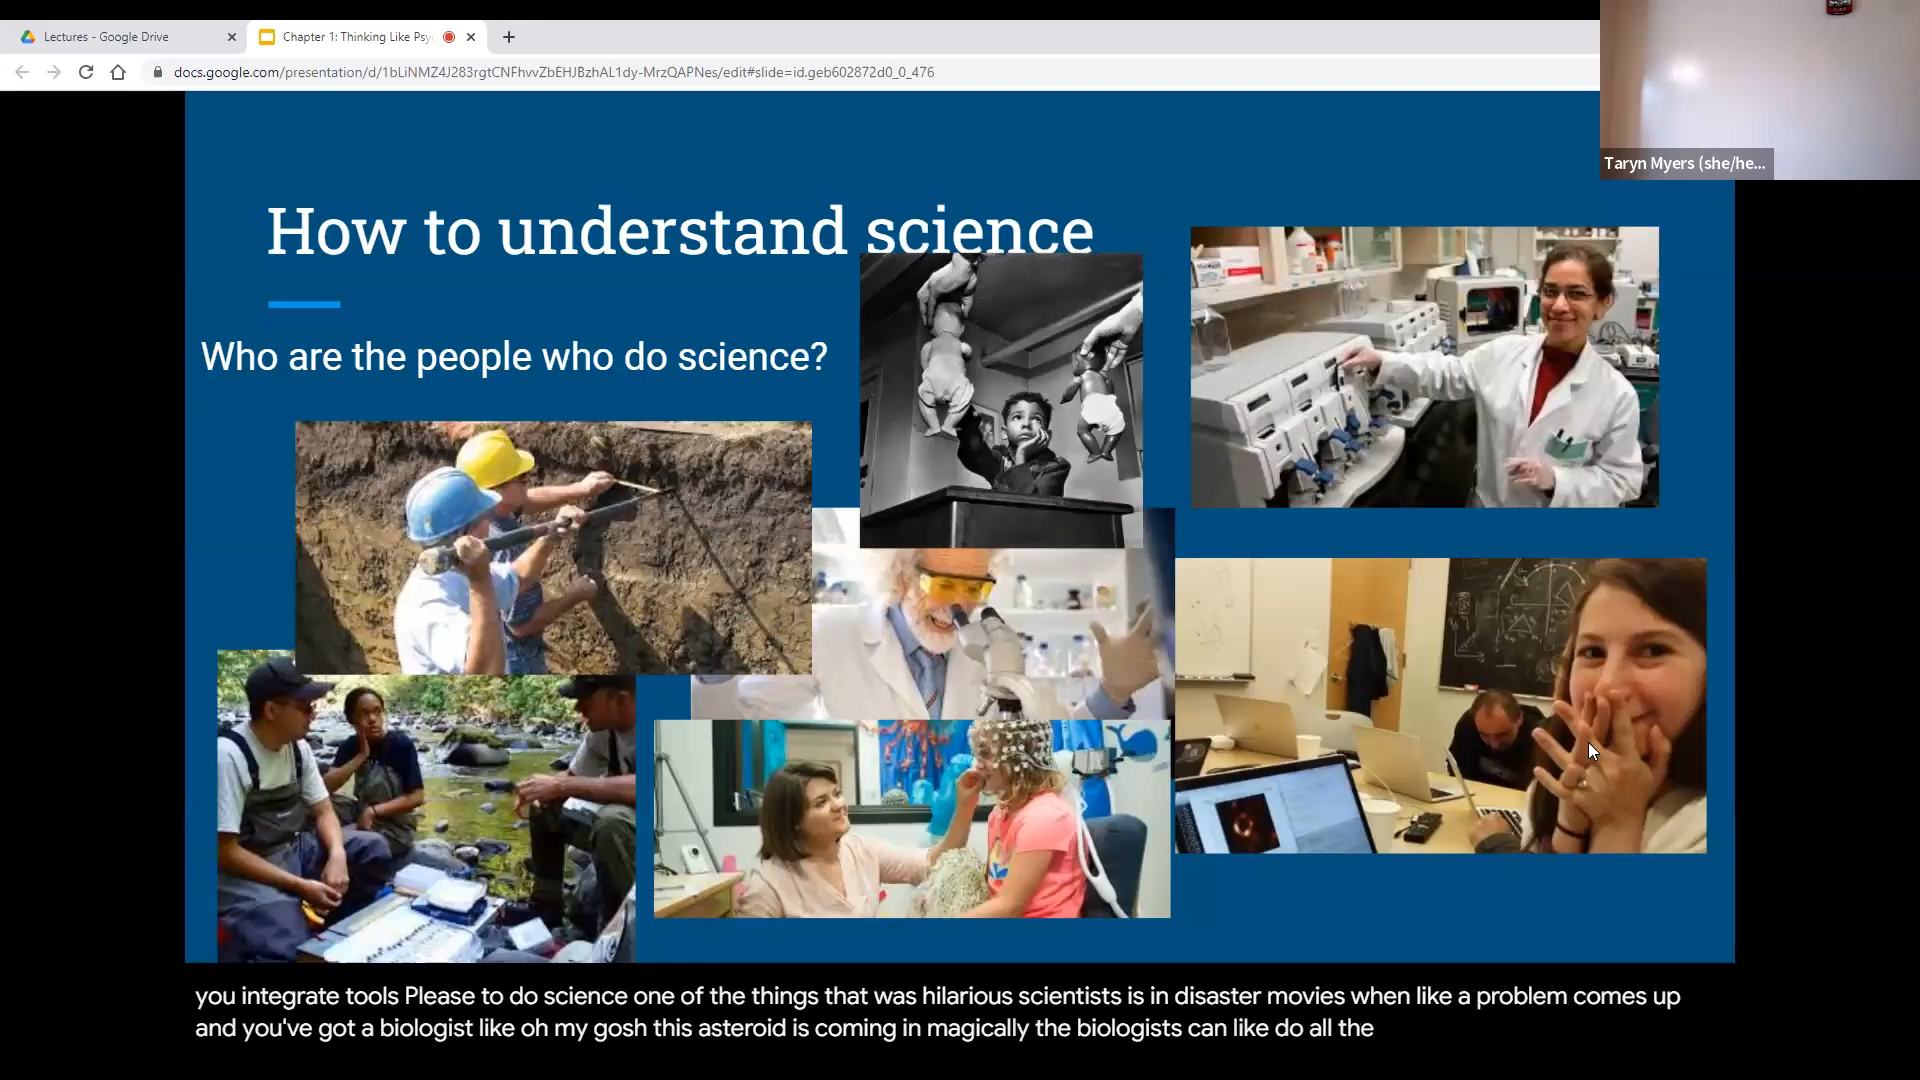 Lectures - Google Drive
Chapter 1: Thinking Like Psy
docs.google.com/presentation/d/1bLiNMZ4J283rgtCNFhvvZbEHJBzhAL1dy-MrzQAPNes/edit#slide=id.geb602872d0_0_476
Taryn Myers (she/he...
How to understand science
Who are the people who do science?
you integrate tools Please to do science one of the things that was hilarious scientists is in disaster movies when like a problem comes up
and you've got a biologist like oh my gosh this asteroid is coming in magically the biologists can like do all the